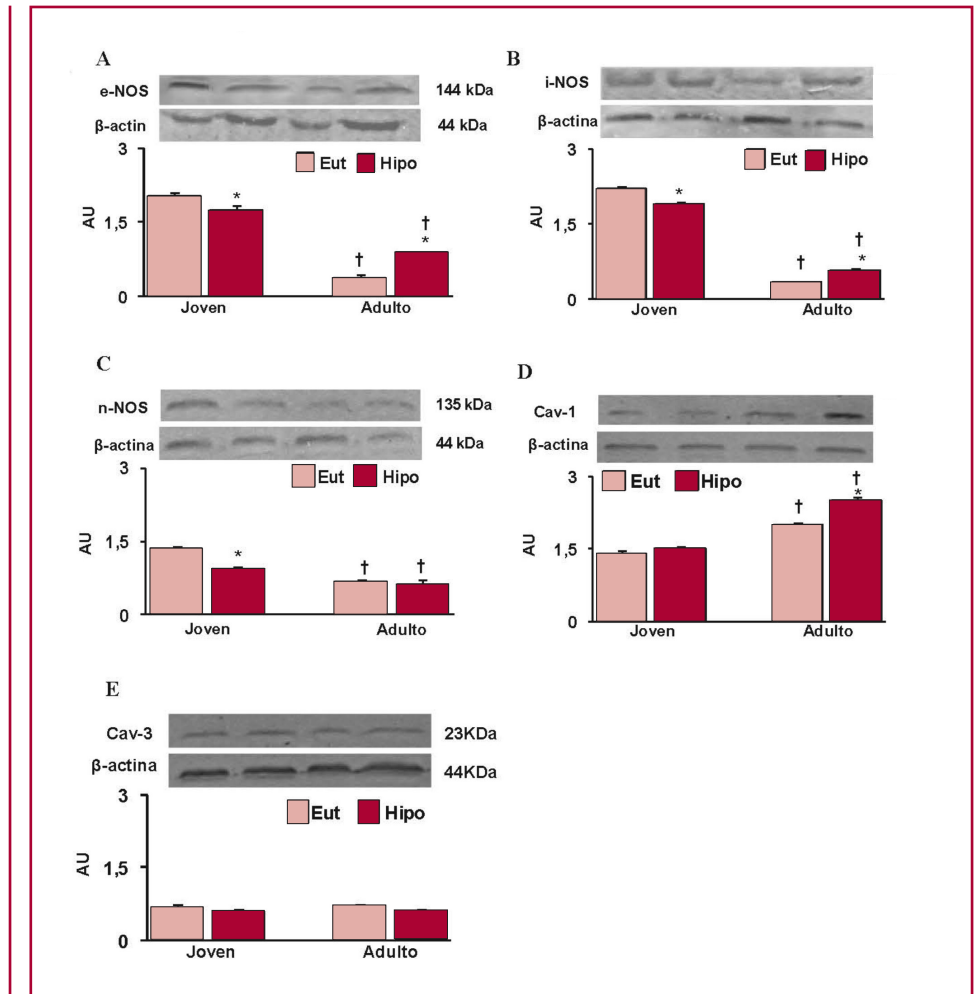 A
e-NOS
144 kDa
β-actin
44 kDa
3
Eut
Hipo
AU
1,5
*
†
†
*
0
Joven
Adulto
B
i-NOS
β-actina
3
Eut
Hipo
AU
1,5
*
†
†
*
0
Joven
Adulto
C
n-NOS
135 kDa
β-actina
44 kDa
3
Eut
Hipo
AU
1,5
*
†
†
0
Joven
Adulto
D
Cav-1
β-actina
3
Eut
Hipo
AU
1,5
†
†
*
0
Joven
Adulto
E
Cav-3
23KDa
β-actina
44KDa
3
Eut
Hipo
AU
1,5
0
Joven
Adulto